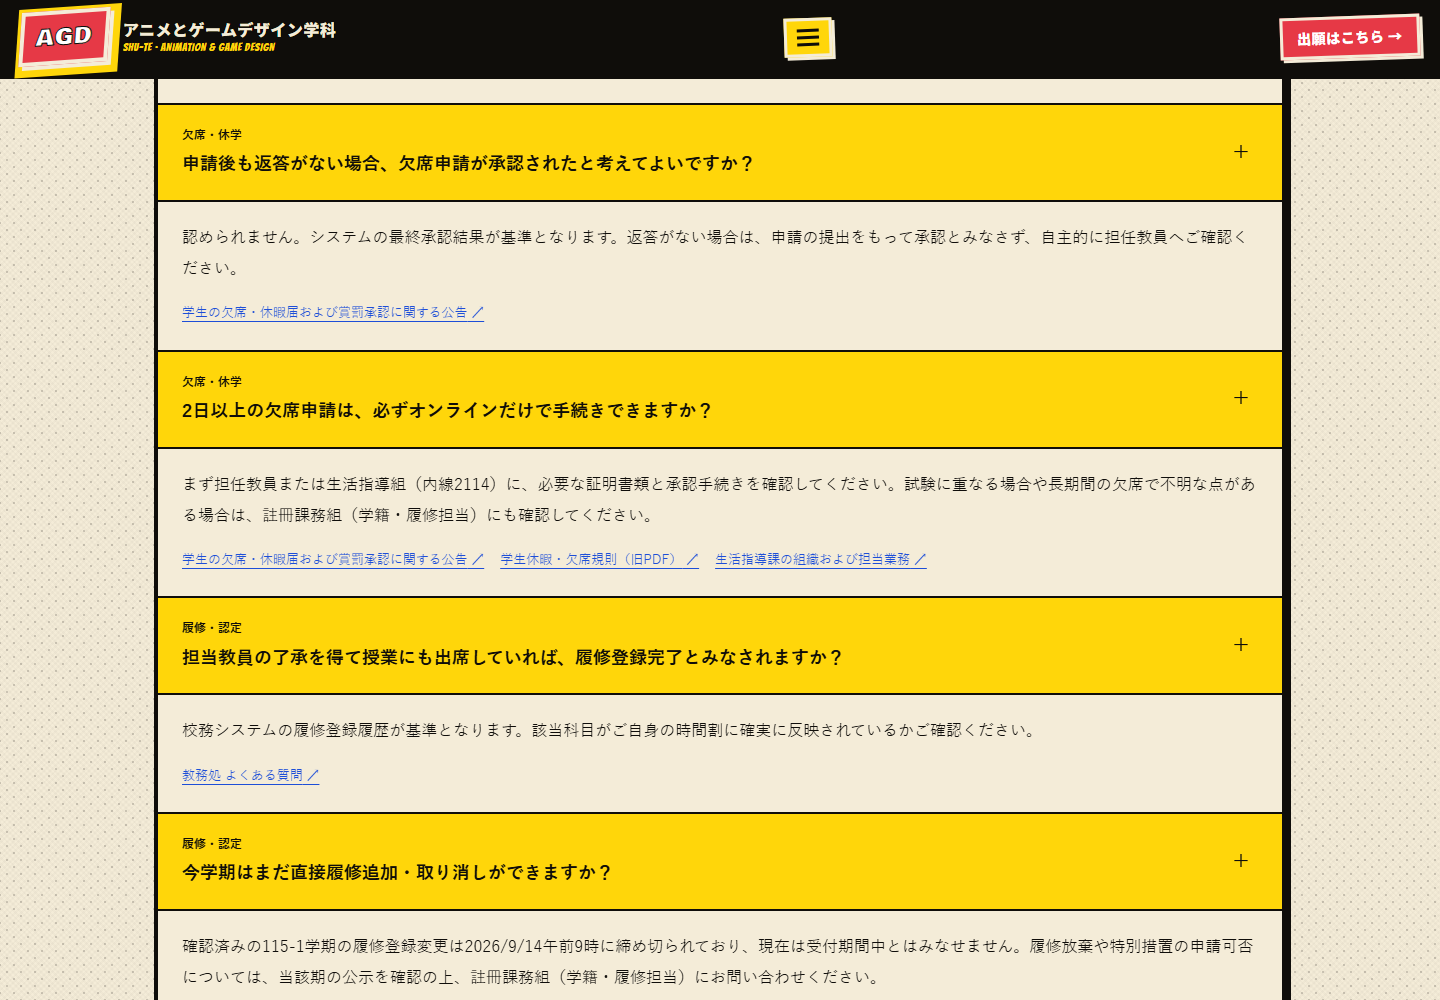 AGD
アニメとゲームデザイン学科
SHU-TE · ANIMATION & GAME DESIGN
出願はこちら →
欠席・休学
申請後も返答がない場合、欠席申請が承認されたと考えてよいですか？
認められません。システムの最終承認結果が基準となります。返答がない場合は、申請の提出をもって承認とみなさず、自主的に担任教員へご確認く
ださい。
学生の欠席・休暇届および賞罰承認に関する公告 ↗
欠席・休学
2日以上の欠席申請は、必ずオンラインだけで手続きできますか？
まず担任教員または生活指導組（内線2114）に、必要な証明書類と承認手続きを確認してください。試験に重なる場合や長期間の欠席で不明な点があ
る場合は、註冊課務組（学籍・履修担当）にも確認してください。
学生の欠席・休暇届および賞罰承認に関する公告 ↗ 学生休暇・欠席規則（旧PDF） ↗ 生活指導課の組織および担当業務 ↗
履修・認定
担当教員の了承を得て授業にも出席していれば、履修登録完了とみなされますか？
校務システムの履修登録履歴が基準となります。該当科目がご自身の時間割に確実に反映されているかご確認ください。
教務処 よくある質問 ↗
履修・認定
今学期はまだ直接履修追加・取り消しができますか？
確認済みの115-1学期の履修登録変更は2026/9/14午前9時に締め切られており、現在は受付期間中とはみなせません。履修放棄や特別措置の申請可否
については、当該期の公示を確認の上、註冊課務組（学籍・履修担当）にお問い合わせください。